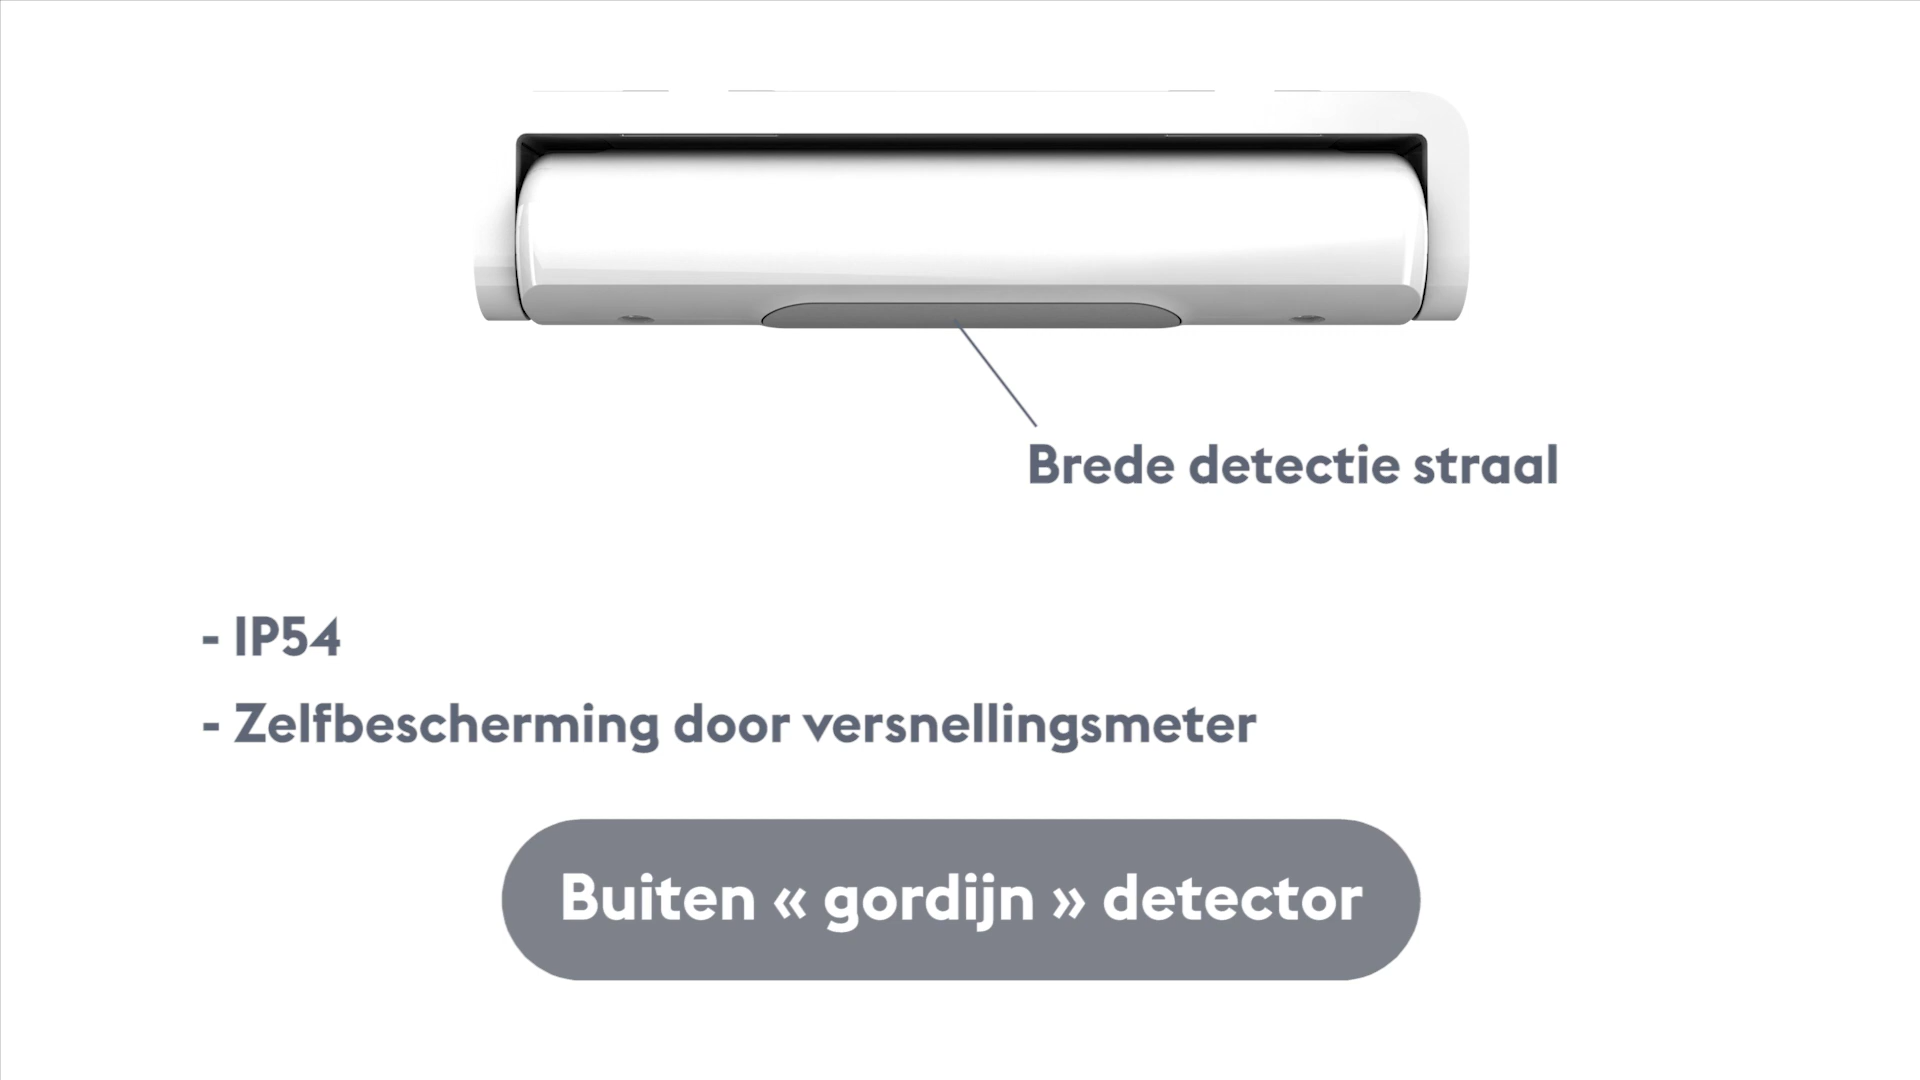 Brede detectie straal
- IP54
- Zelfbescherming door versnellingsmeter
Buiten « gordijn » detector